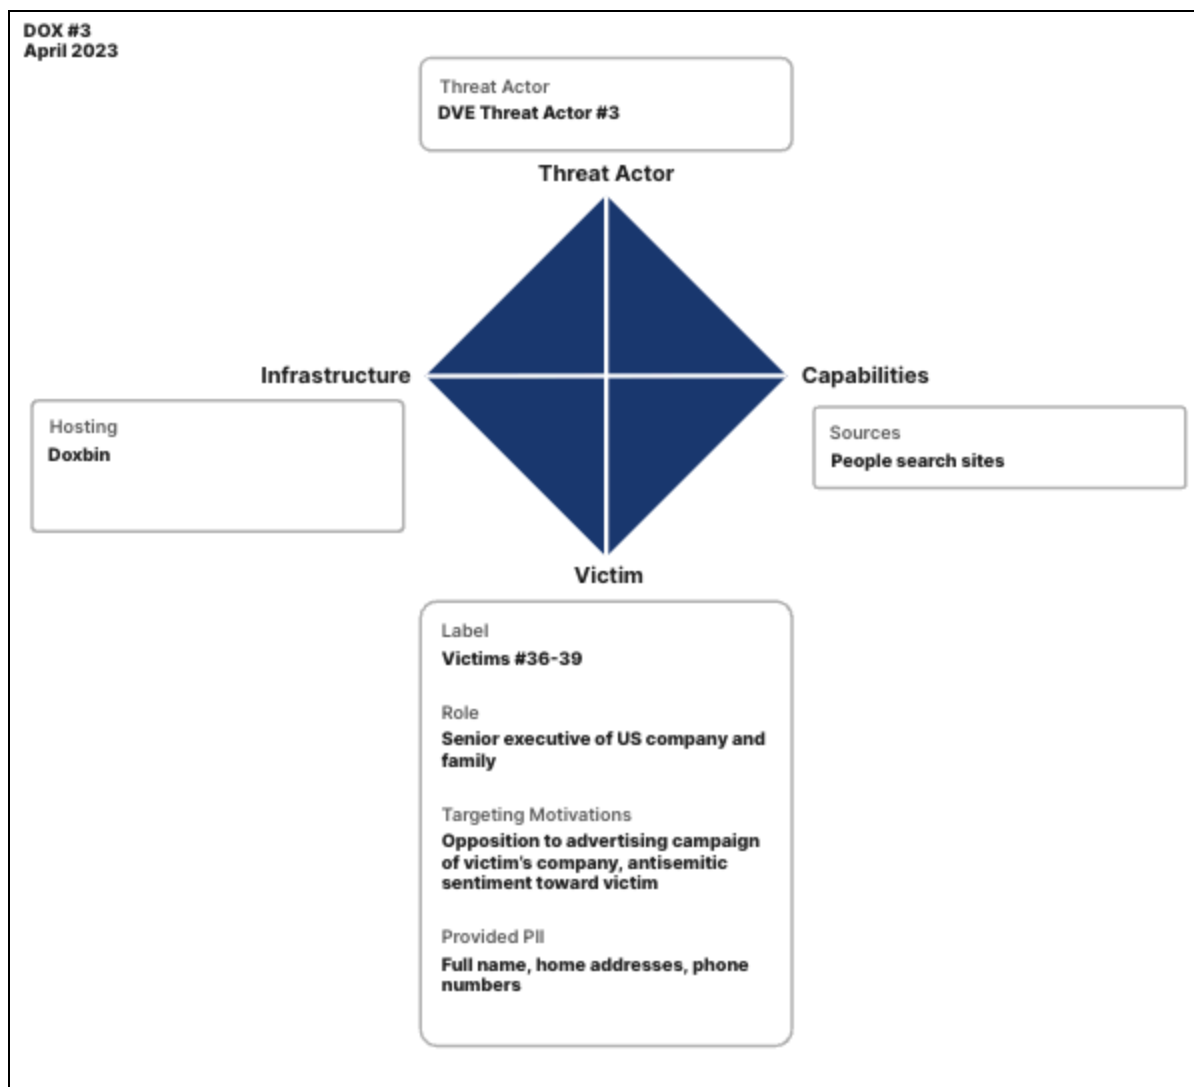 DOX #3
April 2023
Threat Actor
DVE Threat Actor #3
Threat Actor
Infrastructure
Capabilities
Hosting
Doxbin
Sources
People search sites
Victim
Label
Victims #36-39
Role
Senior executive of US company and
family
Targeting Motivations
Opposition to advertising campaign
of victim's company, antisemitic
sentiment toward victim
Provided PII
Full name, home addresses, phone
numbers